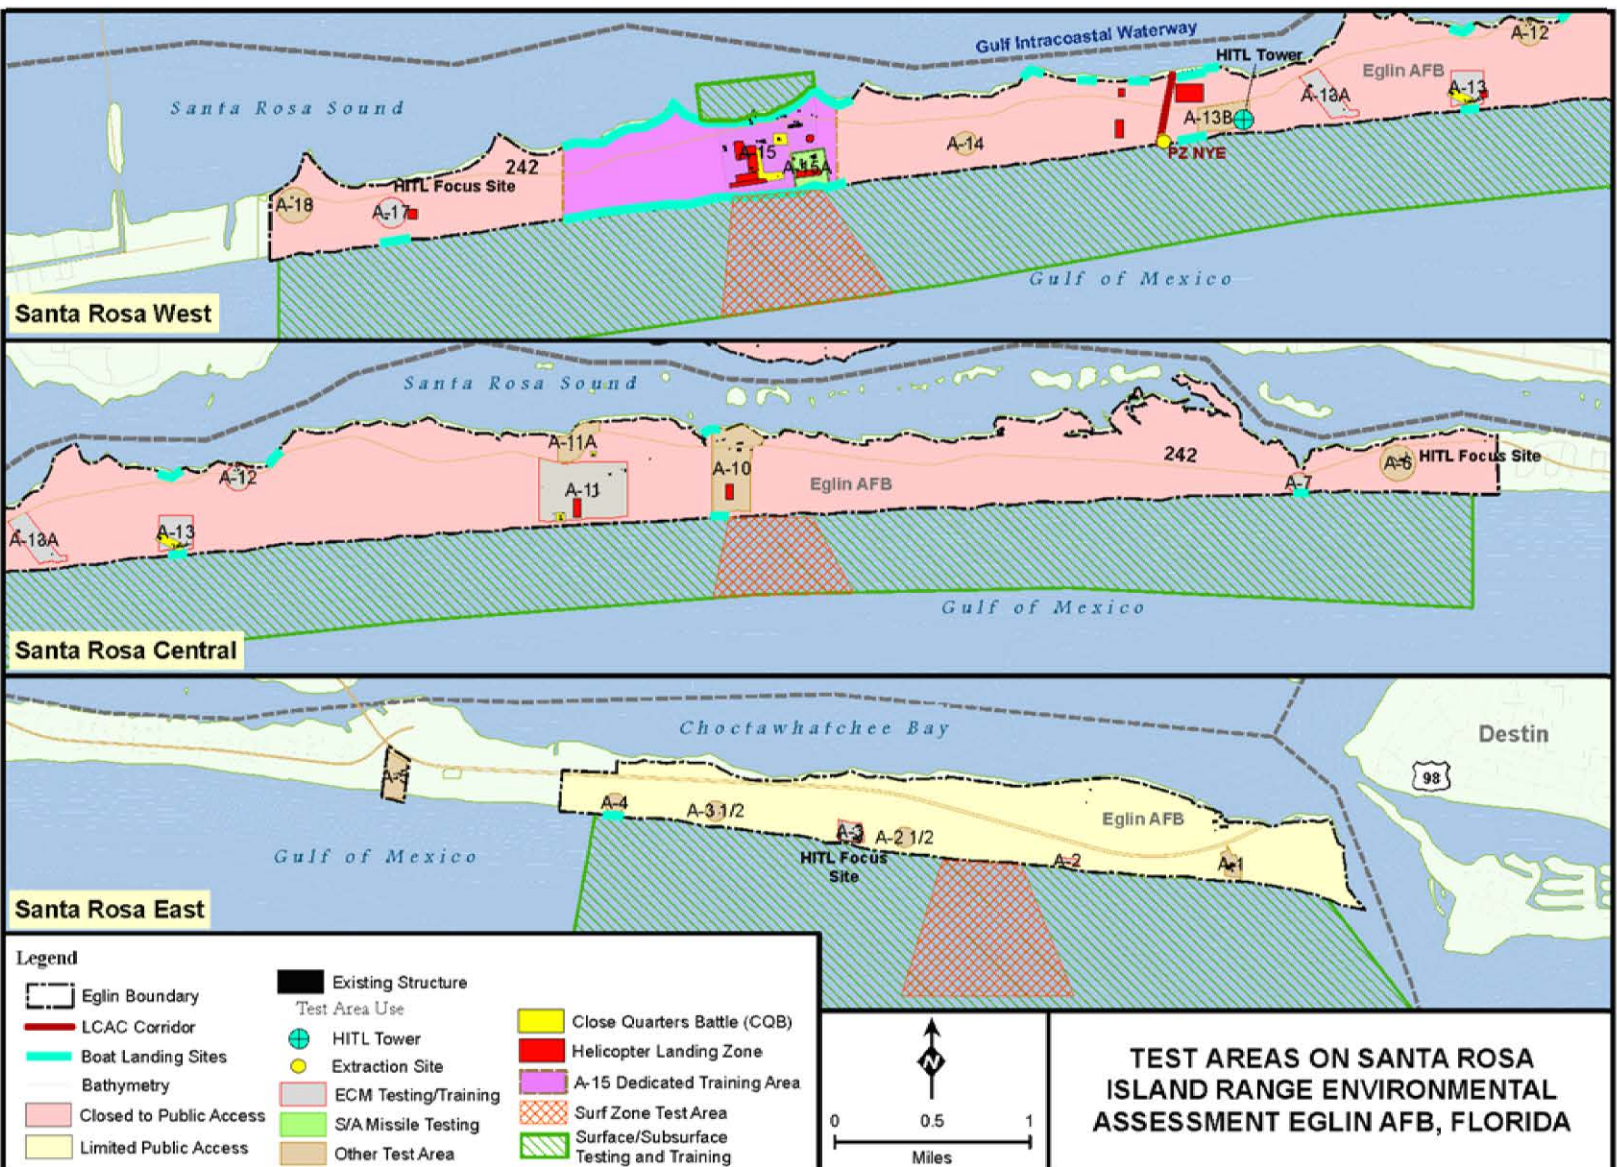 Gulf Intracoastal Waterway
HITL Tower
A-12
Eglin AFB
Santa Rosa Sound
A-13A
A-13
A-13B
A-15
A-14
PZ NYE
242
A-15A
HITL Focus Site
A-18
A-17
Gulf of Mexico
Santa Rosa West
Santa Rosa Sound
A-11A
242
A-6
HITL Focus Site
A-12
A-10
A-11
Eglin AFB
A-7
A-13
A-13A
Gulf of Mexico
Santa Rosa Central
Choctawhatchee Bay
Destin
98
A-5
A-4
A-3 1/2
Eglin AFB
A-3
A-2 1/2
HITL Focus
Site
A-2
A-1
Gulf of Mexico
Santa Rosa East
Legend
Eglin Boundary
LCAC Corridor
Boat Landing Sites
Bathymetry
Closed to Public Access
Limited Public Access
Existing Structure
Test Area Use
HITL Tower
Extraction Site
ECM Testing/Training
S/A Missile Testing
Other Test Area
Close Quarters Battle (CQB)
Helicopter Landing Zone
A-15 Dedicated Training Area
Surf Zone Test Area
Surface/Subsurface
Testing and Training
N
0 0.5 1
Miles
TEST AREAS ON SANTA ROSA
ISLAND RANGE ENVIRONMENTAL
ASSESSMENT EGLIN AFB, FLORIDA